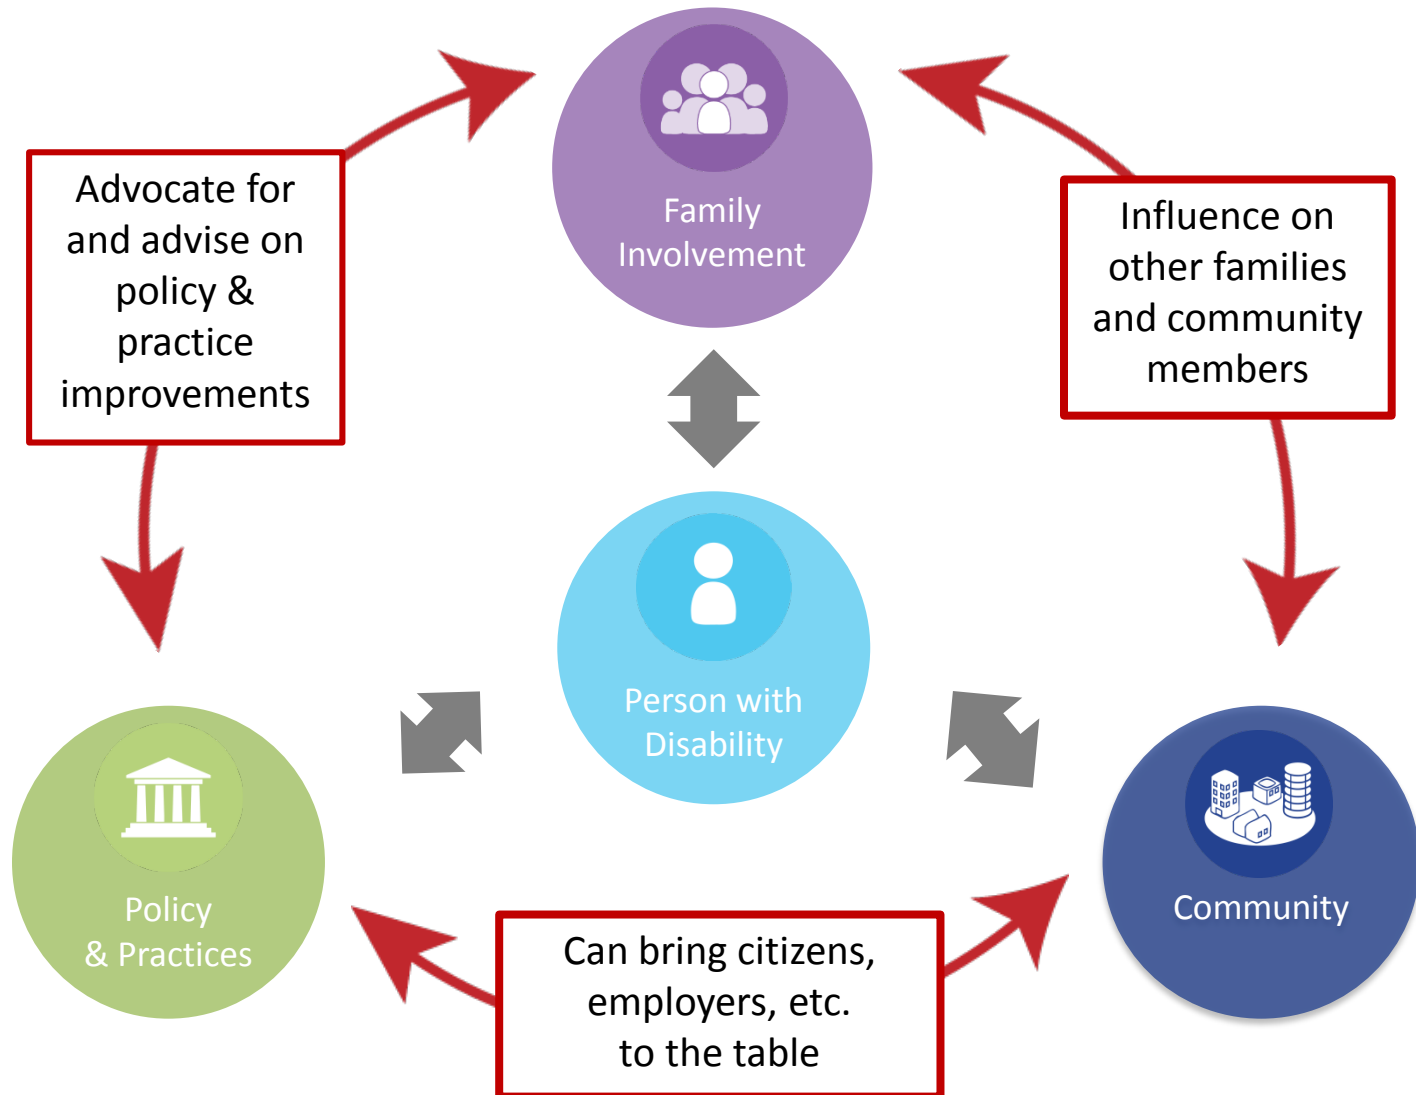 Family
Involvement
Advocate for
and advise on
policy &
practice
improvements
Influence on
other families
and community
members
Person with
Disability
Policy
& Practices
Community
Can bring citizens,
employers, etc.
to the table